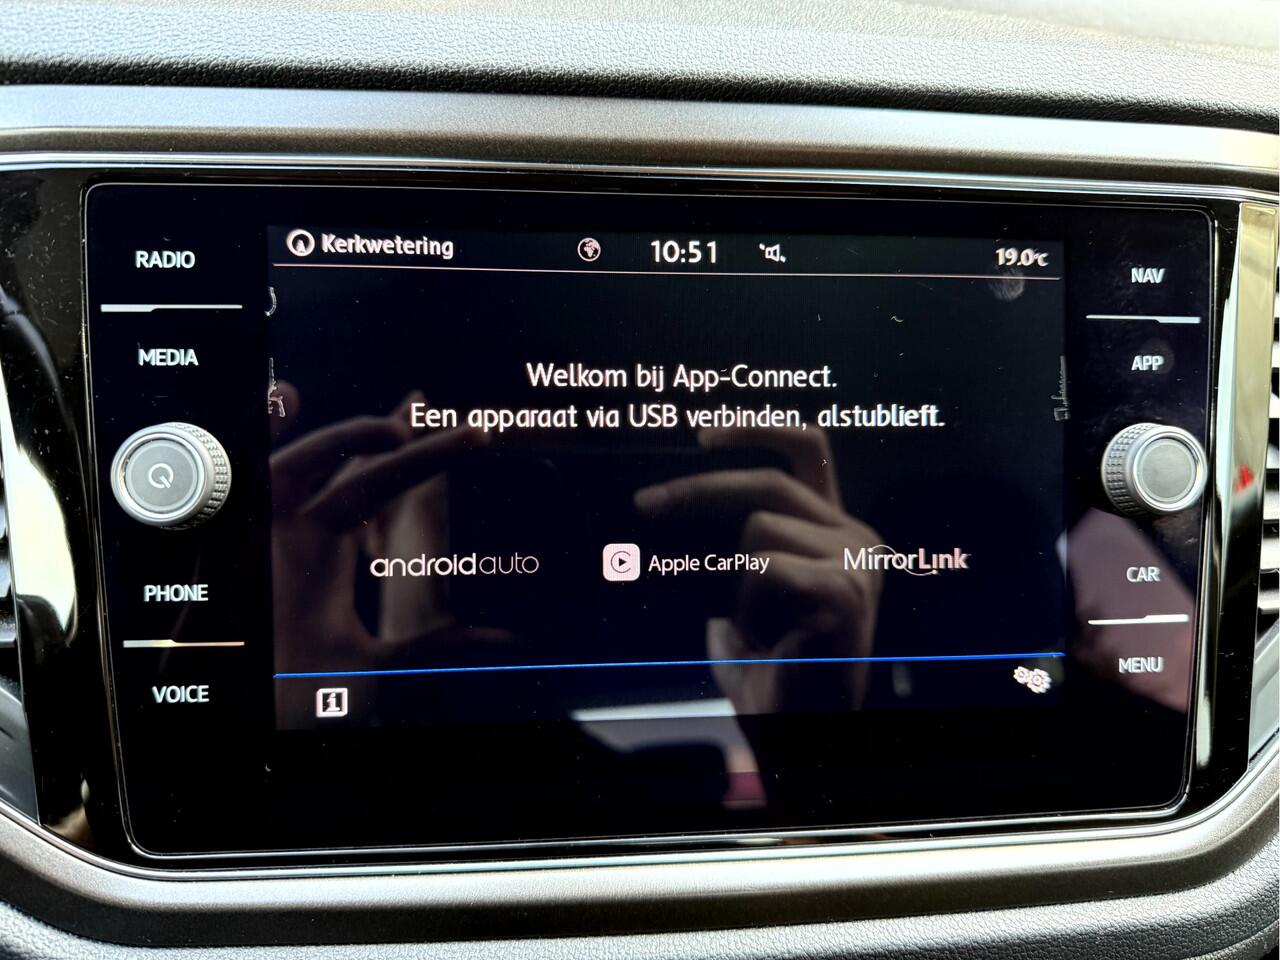 RADIO
MEDIA
PHONE
VOICE
Kerkwetering
10:51
19.0°C
Welkom bij App-Connect.
Een apparaat via USB verbinden, alstublieft.
androidauto
Apple CarPlay
MirrorLink
i
NAV
APP
CAR
MENU